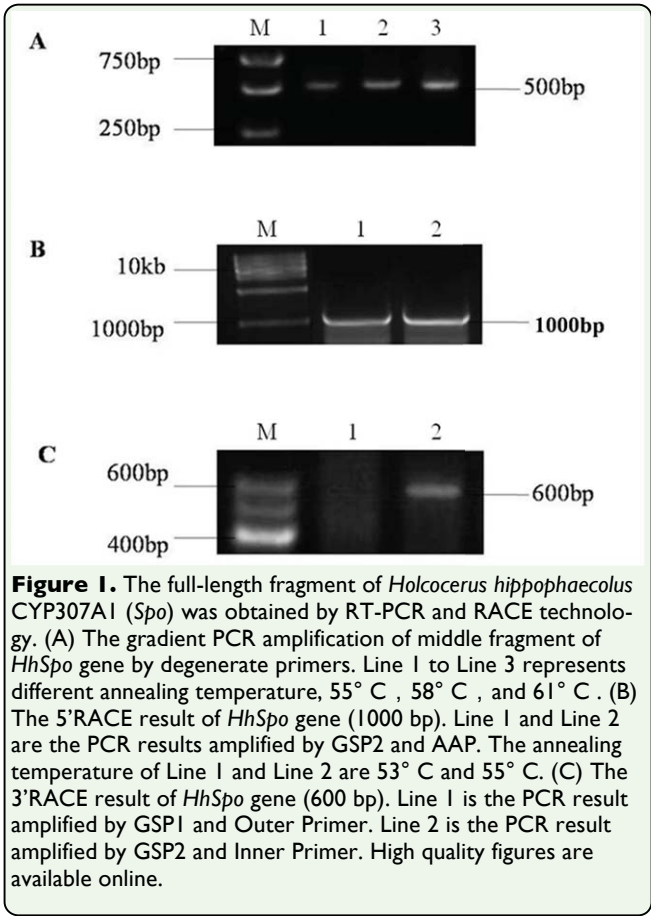 A
M 1 2 3
750bp
500bp
250bp
B
M 1 2
10kb
1000bp 1000bp
C
M 1 2
600bp 600bp
400bp
Figure 1. The full-length fragment of Holcocerus hippophaecolus
CYP307A1 (Spo) was obtained by RT-PCR and RACE technolo-
gy. (A) The gradient PCR amplification of middle fragment of
HhSpo gene by degenerate primers. Line 1 to Line 3 represents
different annealing temperature, 55° C , 58° C , and 61° C . (B)
The 5’RACE result of HhSpo gene (1000 bp). Line 1 and Line 2
are the PCR results amplified by GSP2 and AAP. The annealing
temperature of Line 1 and Line 2 are 53° C and 55° C. (C) The
3’RACE result of HhSpo gene (600 bp). Line 1 is the PCR result
amplified by GSP1 and Outer Primer. Line 2 is the PCR result
amplified by GSP2 and Inner Primer. High quality figures are
available online.